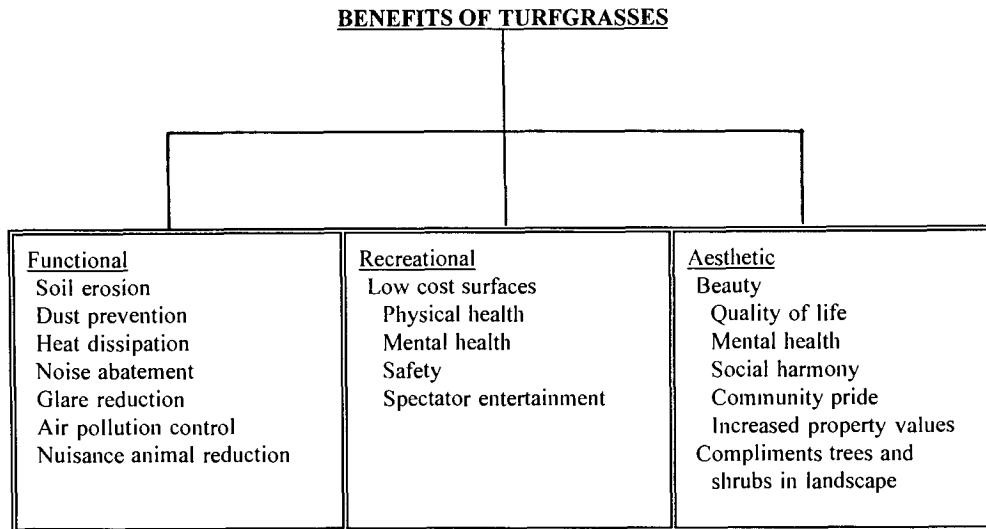 BENEFITS OF TURFGRASSES
Functional
Soil erosion
Dust prevention
Heat dissipation
Noise abatement
Glare reduction
Air pollution control
Nuisance animal reduction
Recreational
Low cost surfaces
Physical health
Mental health
Safety
Spectator entertainment
Aesthetic
Beauty
Quality of life
Mental health
Social harmony
Community pride
Increased property values
Compliments trees and
shrubs in landscape